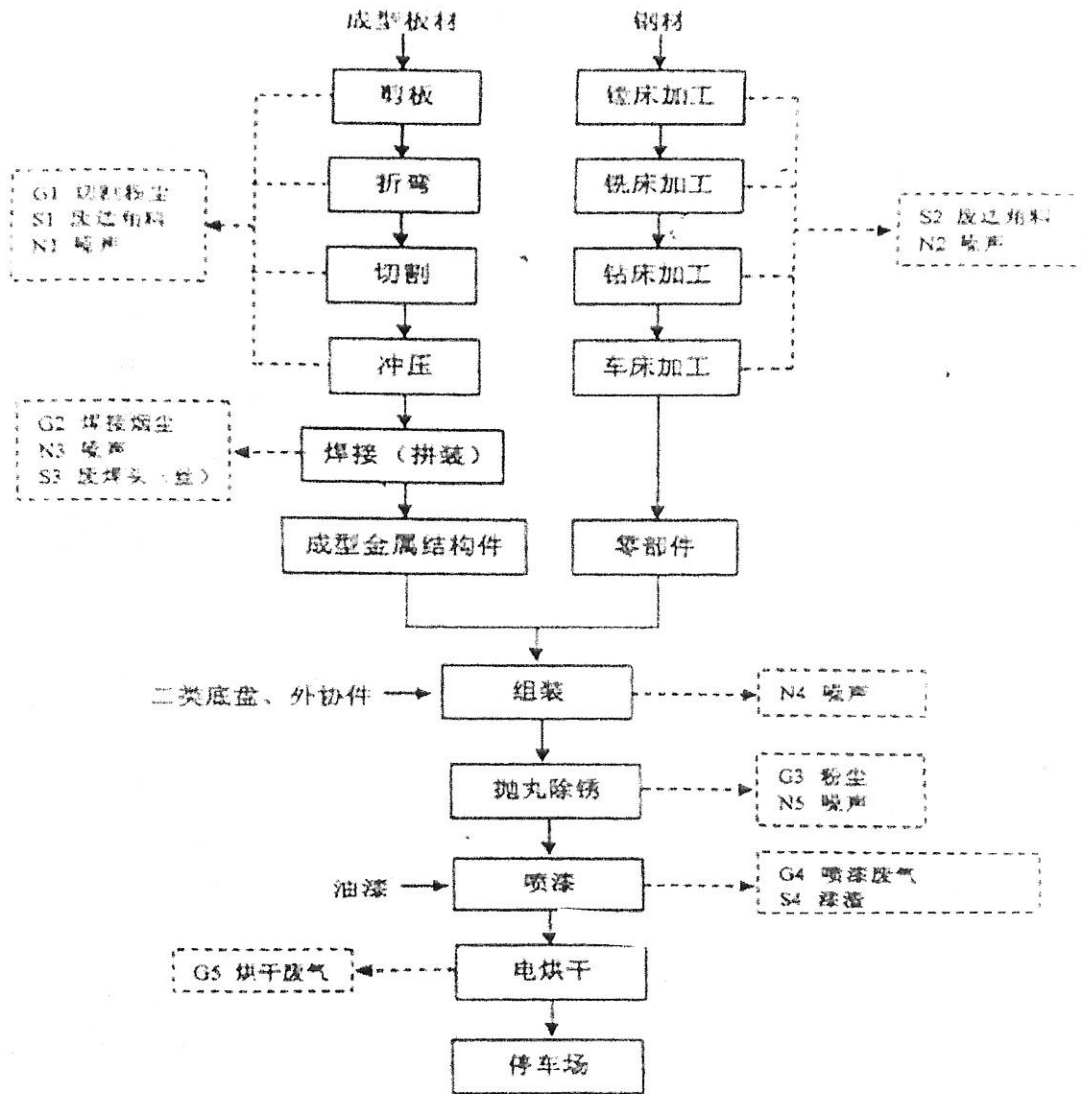 成型板材
钢材
剪板
镗床加工
折弯
铣床加工
G1 切割粉尘
S1 废边角料
N1 噪声
S2 废边角料
N2 噪声
切割
钻床加工
冲压
车床加工
G2 焊接烟尘
N3 噪声
S3 废焊头（丝）
焊接（拼装）
成型金属结构件
零部件
二类底盘、外协件
组装
N4 噪声
抛丸除锈
G3 粉尘
N5 噪声
油漆
喷漆
G4 喷漆废气
S4 漆渣
G5 烘干废气
电烘干
停车场